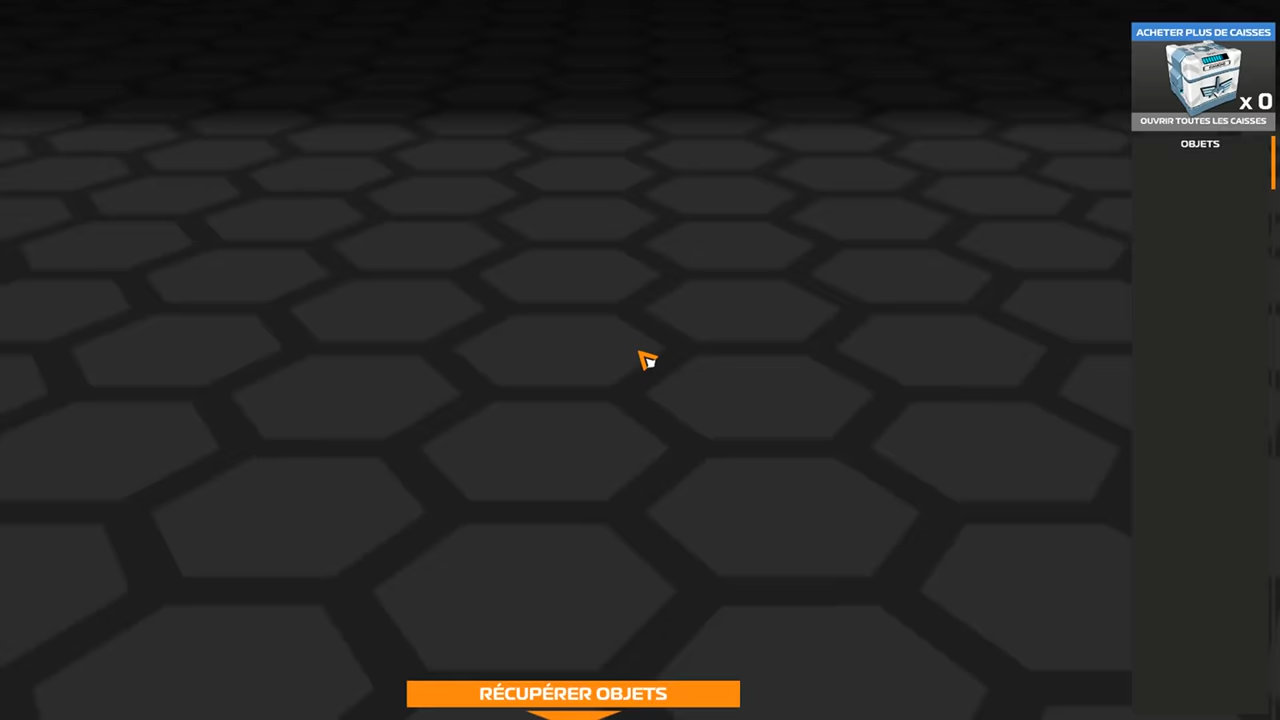 ACHETER PLUS DE CAISSES
x 0
OUVRIR TOUTES LES CAISSES
OBJETS
RÉCUPÉRER OBJETS